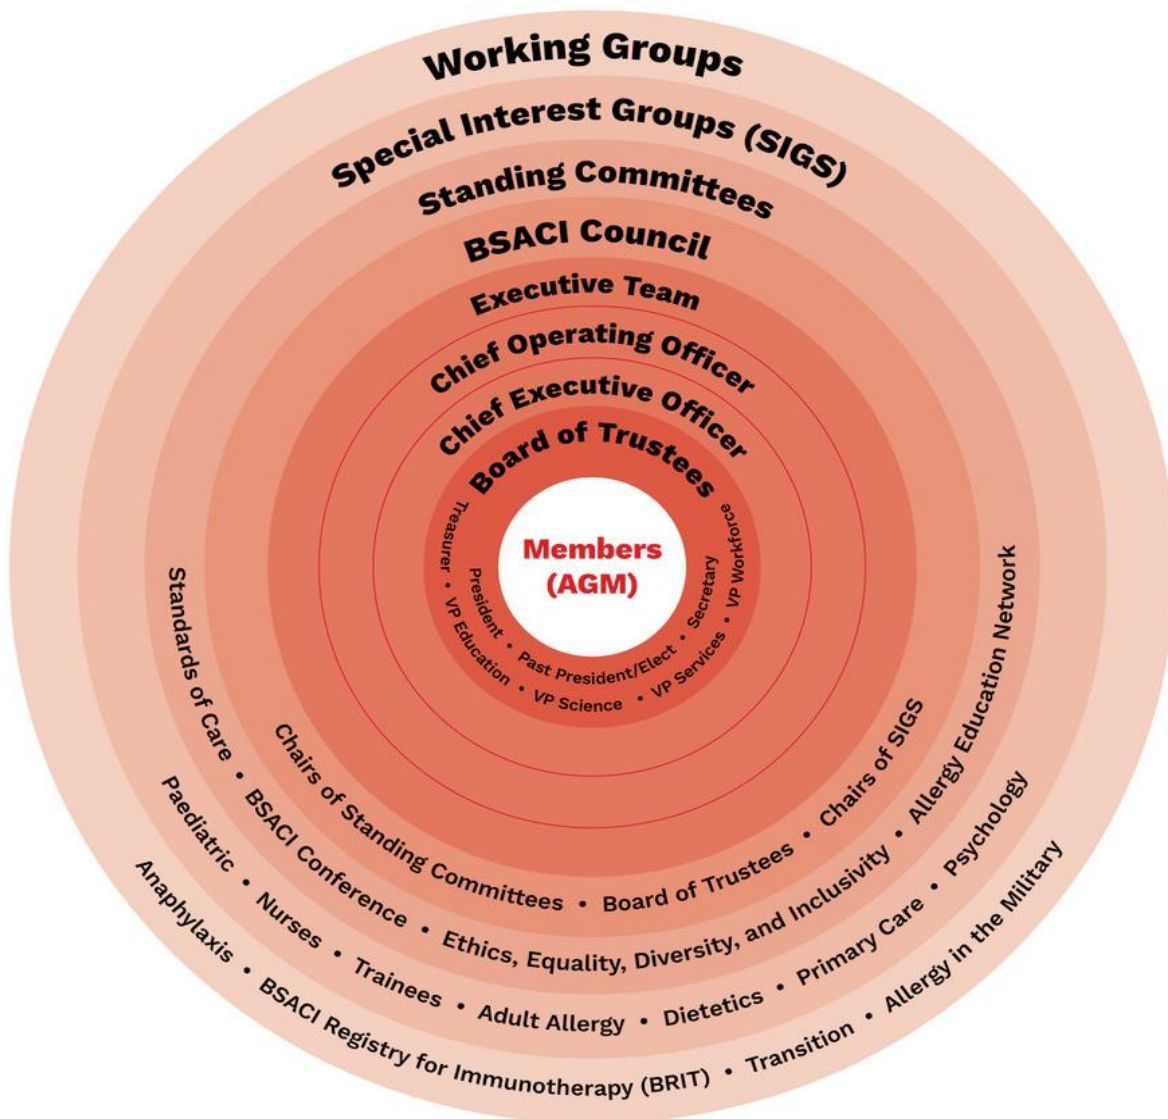 Working Groups
Special Interest Groups (SIGS)
Standing Committees
BSACI Council
Executive Team
Chief Operating Officer
Chief Executive Officer
Board of Trustees
Members
(AGM)
President • Past President/Elect • Secretary
Treasurer • VP Education • VP Science • VP Services • VP Workforce
Chairs of Standing Committees • Board of Trustees • Chairs of SIGS
Standards of Care • BSACI Conference • Ethics, Equality, Diversity, and Inclusivity • Allergy Education Network
Paediatric • Nurses • Trainees • Adult Allergy • Dietetics • Primary Care • Psychology
Anaphylaxis • BSACI Registry for Immunotherapy (BRIT) • Transition • Allergy in the Military